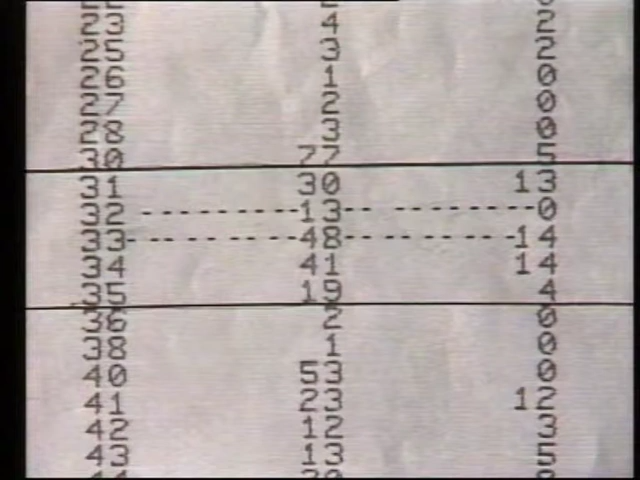 23 4 2
25 3 2
26 1 0
27 2 0
28 3 0
30 77 5
31 30 13
32 ---------13-- -------0
33-- - - -- --48-- - -- ---14
34 41 14
35 19 4
36 2 0
38 1 0
40 53 0
41 23 12
42 12 3
43 13 5